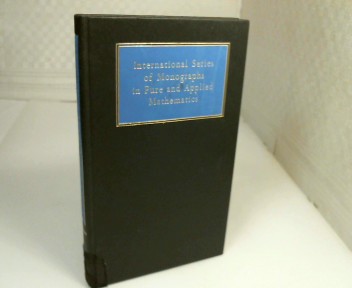 International Series
of Monographs
in Pure and Applied
Mathematics